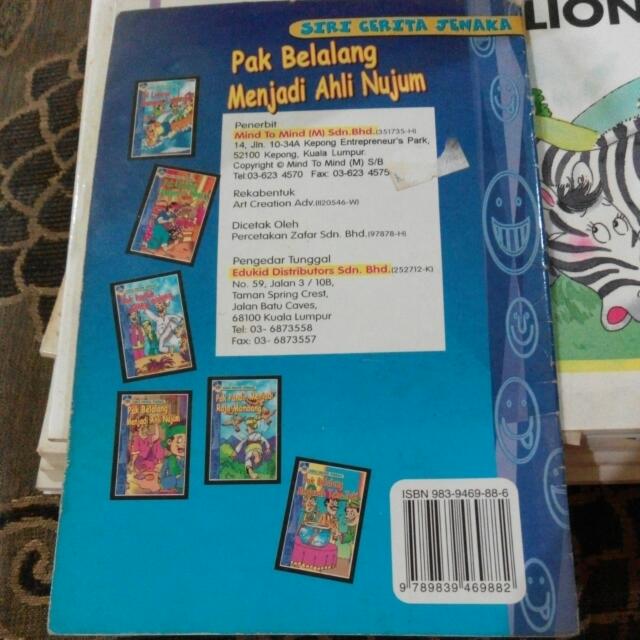 SIRI CERITA JENAKA
LION
Pak Belalang
Menjadi Ahli Nujum
Penerbit
Mind To Mind (M) Sdn.Bhd.(351735-H)
14, Jln. 10-34A Kepong Entrepreneur's Park,
52100 Kepong, Kuala Lumpur.
Copyright © Mind To Mind (M) S/B
Tel:03-623 4570 Fax: 03-623 4575
Rekabentuk
Art Creation Adv.(II20546-W)
Dicetak Oleh
Percetakan Zafar Sdn. Bhd.(97878-H)
Pengedar Tunggal
Edukid Distributors Sdn. Bhd.(252712-K)
No. 59, Jalan 3 / 10B,
Taman Spring Crest,
Jalan Batu Caves,
68100 Kuala Lumpur
Tel: 03- 6873558
Fax: 03- 6873557
Pak Belalang
Menjadi Ahli Nujum
Pak Pandir
ISBN 983-9469-88-6
9 789839 469882